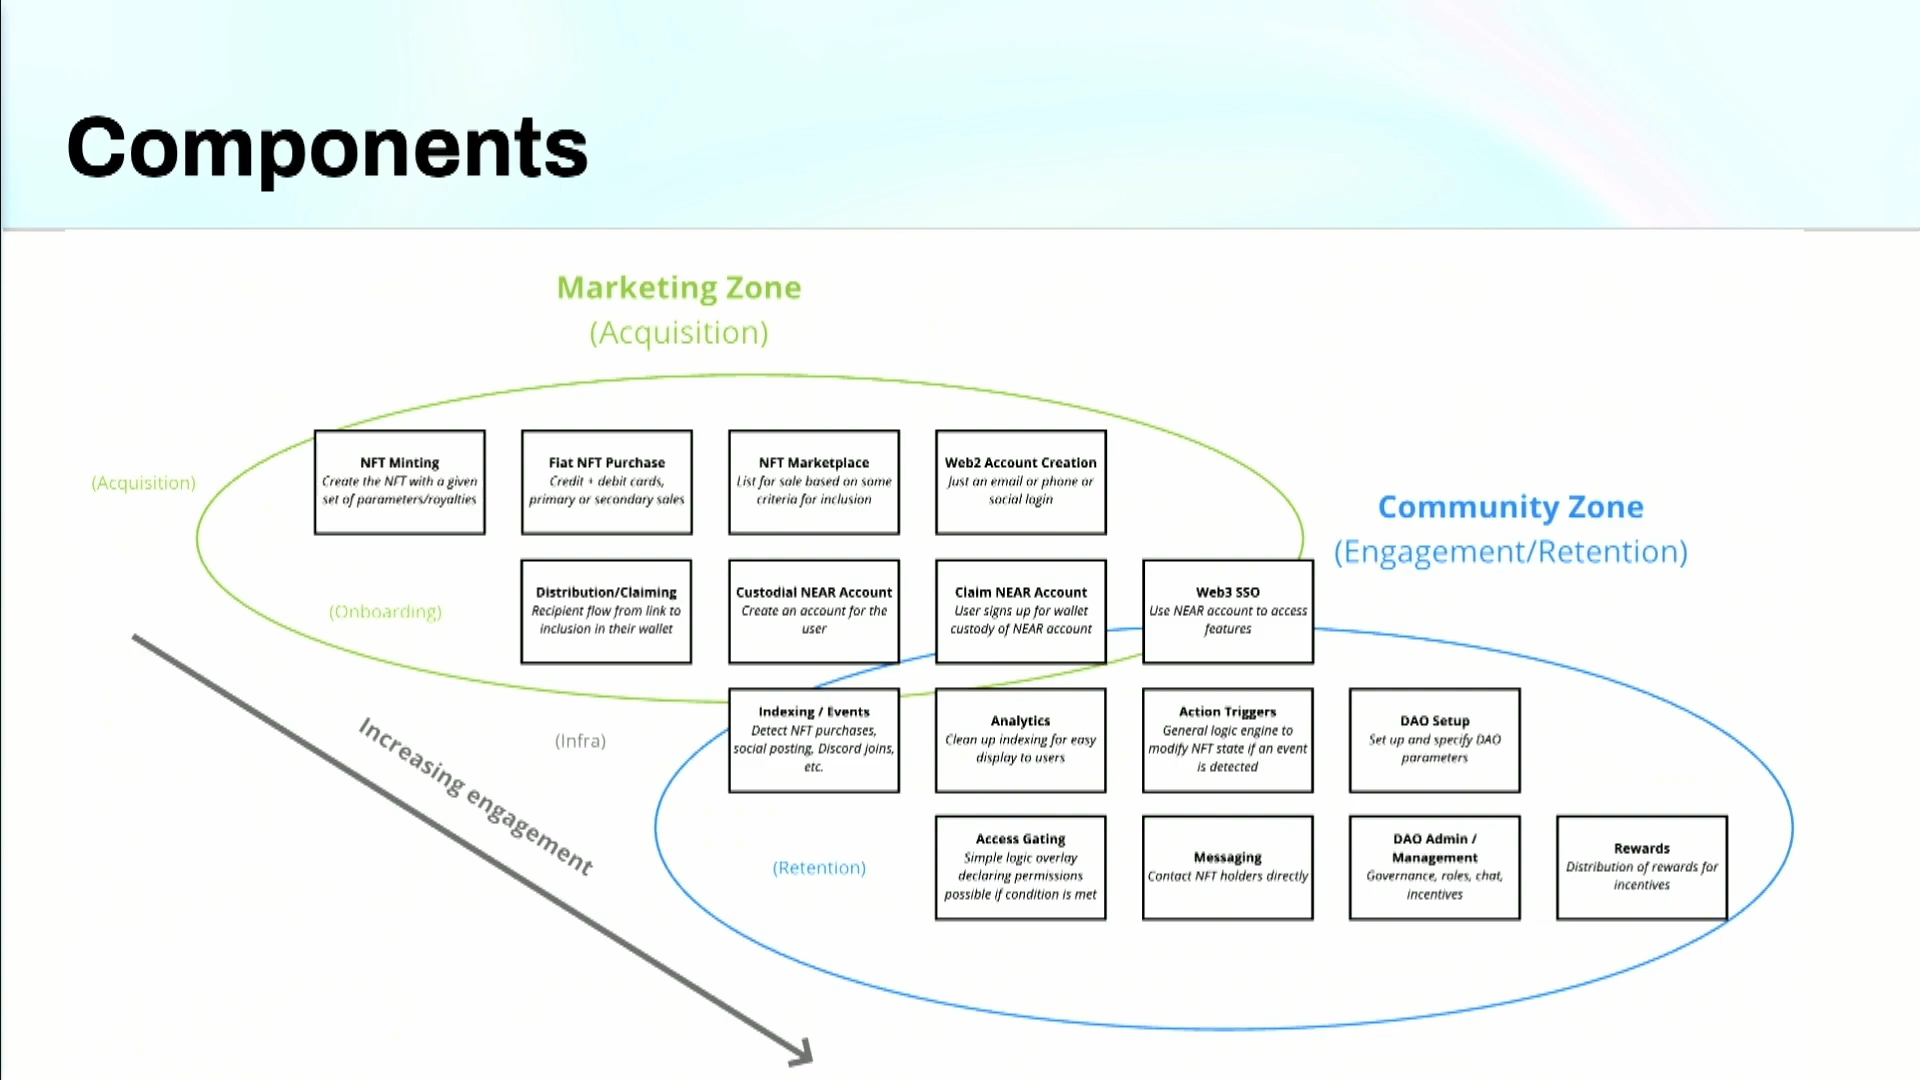 Components
Marketing Zone
(Acquisition)
(Acquisition)
NFT Minting
Create the NFT with a given
set of parameters/royalties
Fiat NFT Purchase
Credit + debit cards,
primary or secondary sales
NFT Marketplace
List for sale based on some
criteria for inclusion
Web2 Account Creation
Just an email or phone or
social login
Community Zone
(Engagement/Retention)
(Onboarding)
Distribution/Claiming
Recipient flow from link to
inclusion in their wallet
Custodial NEAR Account
Create an account for the
user
Claim NEAR Account
User signs up for wallet
custody of NEAR account
Web3 SSO
Use NEAR account to access
features
Increasing engagement
(Infra)
Indexing / Events
Detect NFT purchases,
social posting, Discord joins,
etc.
Analytics
Clean up indexing for easy
display to users
Action Triggers
General logic engine to
modify NFT state if an event
is detected
DAO Setup
Set up and specify DAO
parameters
(Retention)
Access Gating
Simple logic overlay
declaring permissions
possible if condition is met
Messaging
Contact NFT holders directly
DAO Admin /
Management
Governance, roles, chat,
incentives
Rewards
Distribution of rewards for
incentives